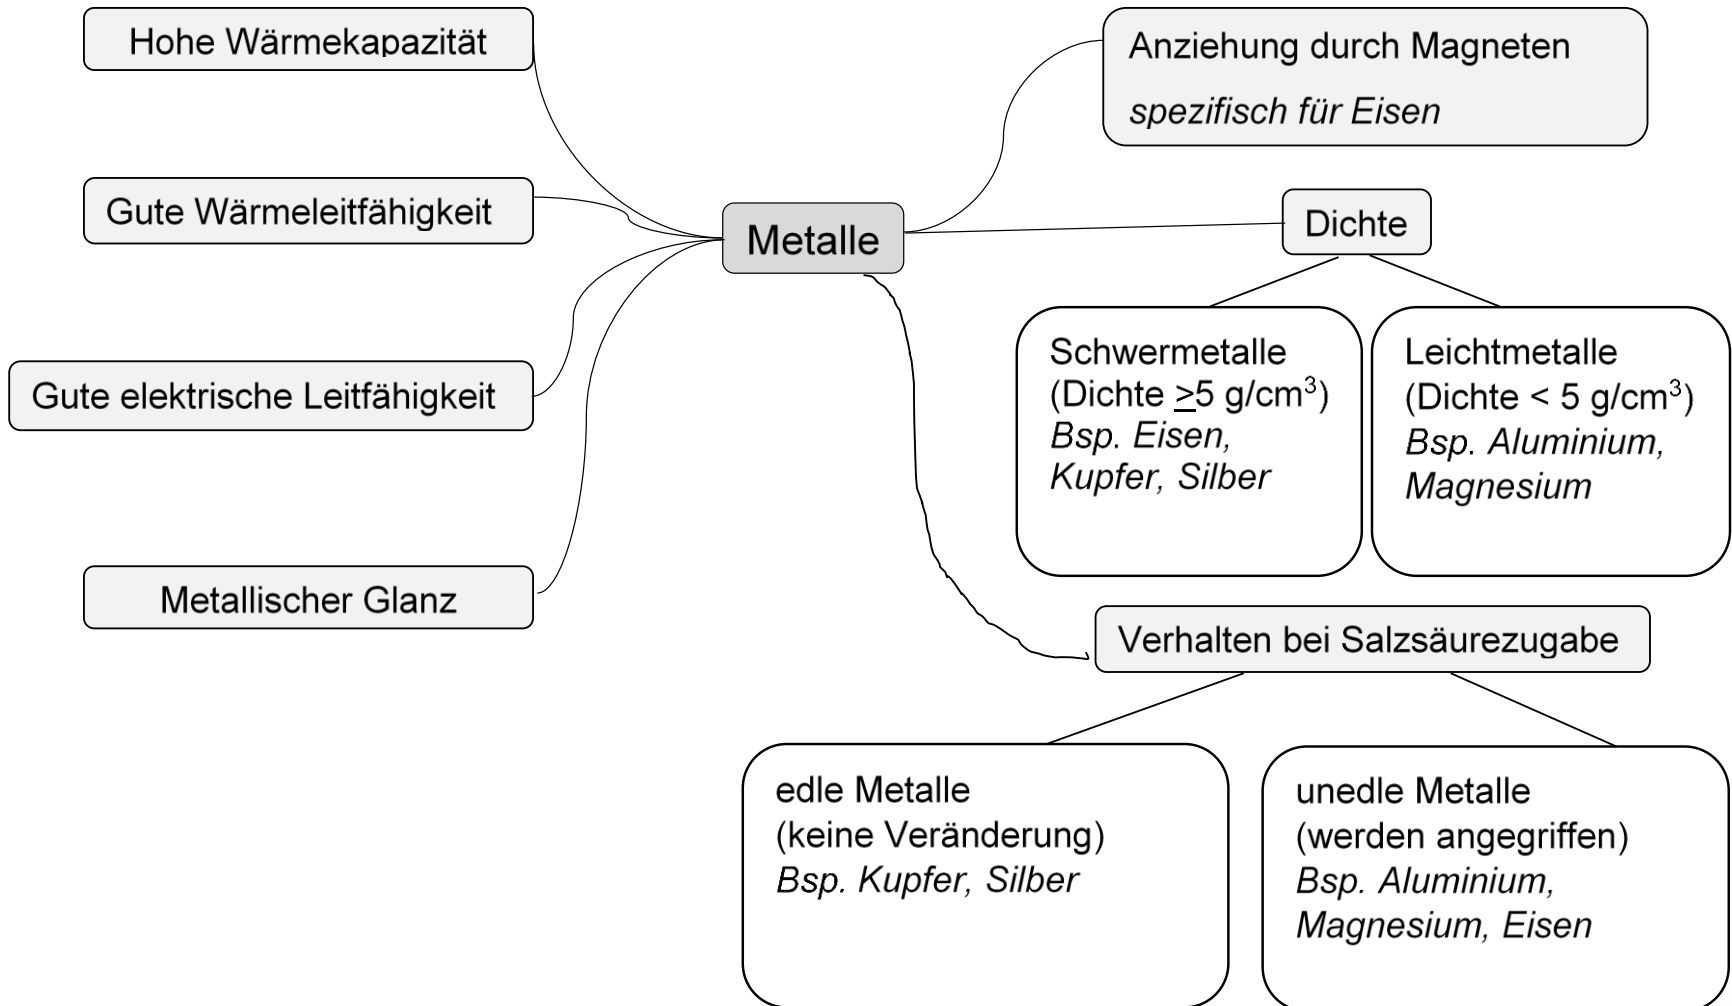 Hohe Wärmekapazität
Gute Wärmeleitfähigkeit
Gute elektrische Leitfähigkeit
Metallischer Glanz
Metalle
Anziehung durch Magneten
spezifisch für Eisen
Dichte
Schwermetalle
(Dichte ≥5 g/cm³)
Bsp. Eisen,
Kupfer, Silber
Leichtmetalle
(Dichte < 5 g/cm³)
Bsp. Aluminium,
Magnesium
Verhalten bei Salzsäurezugabe
edle Metalle
(keine Veränderung)
Bsp. Kupfer, Silber
unedle Metalle
(werden angegriffen)
Bsp. Aluminium,
Magnesium, Eisen